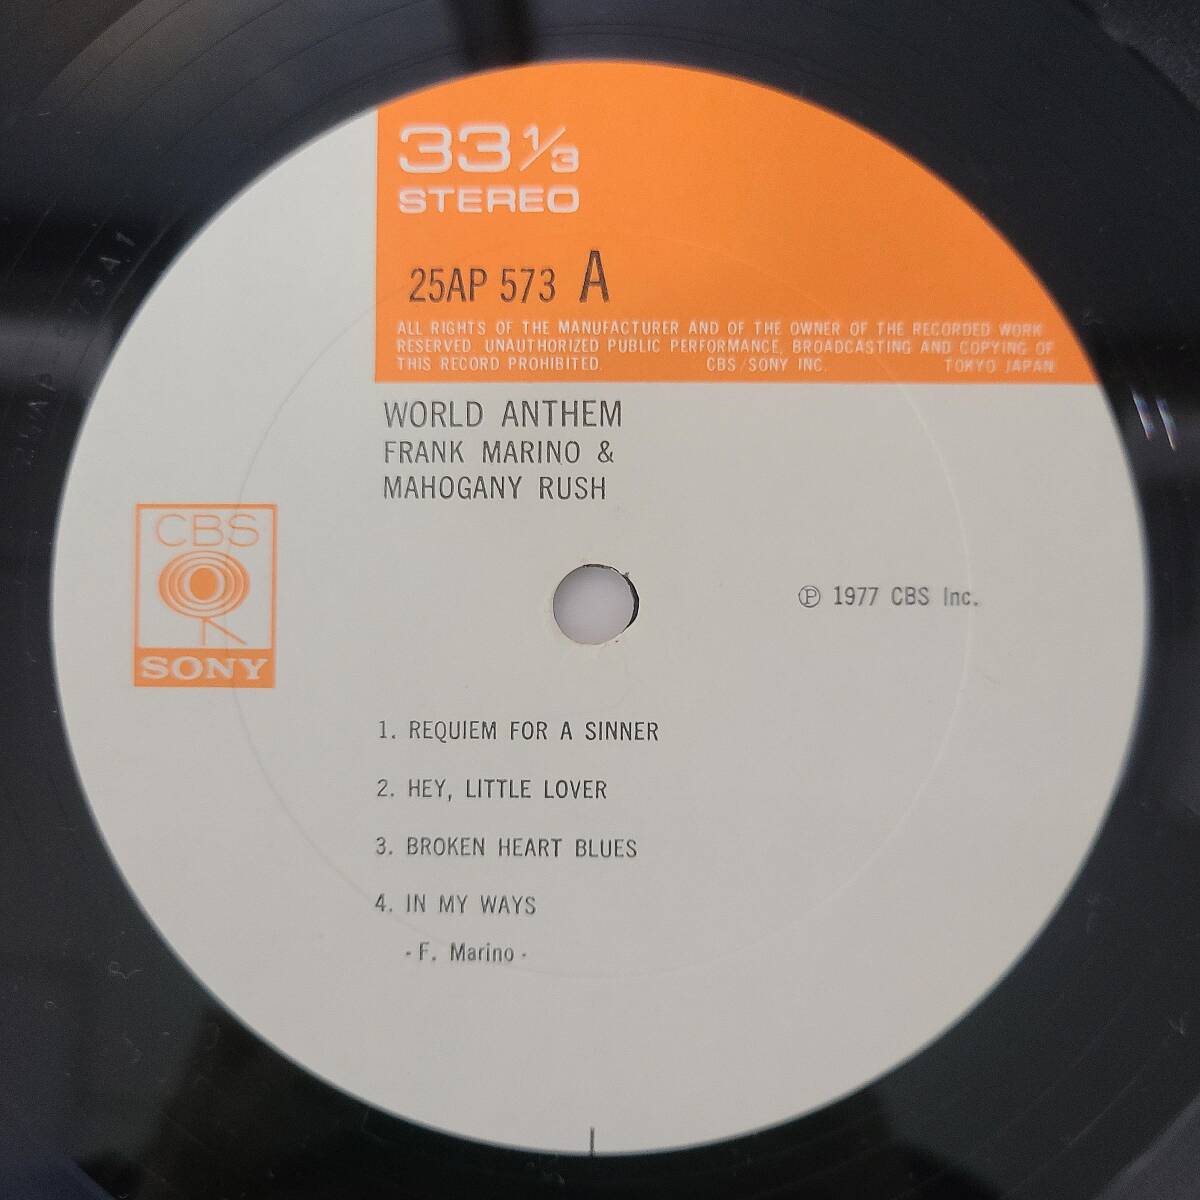 33 1/3
STEREO
25AP 573 A
ALL RIGHTS OF THE MANUFACTURER AND OF THE OWNER OF THE RECORDED WORK
RESERVED. UNAUTHORIZED PUBLIC PERFORMANCE, BROADCASTING AND COPYING OF
THIS RECORD PROHIBITED. CBS/SONY INC. TOKYO JAPAN
WORLD ANTHEM
FRANK MARINO &
MAHOGANY RUSH
CBS
SONY
℗ 1977 CBS Inc.
1. REQUIEM FOR A SINNER
2. HEY, LITTLE LOVER
3. BROKEN HEART BLUES
4. IN MY WAYS
- F. Marino -